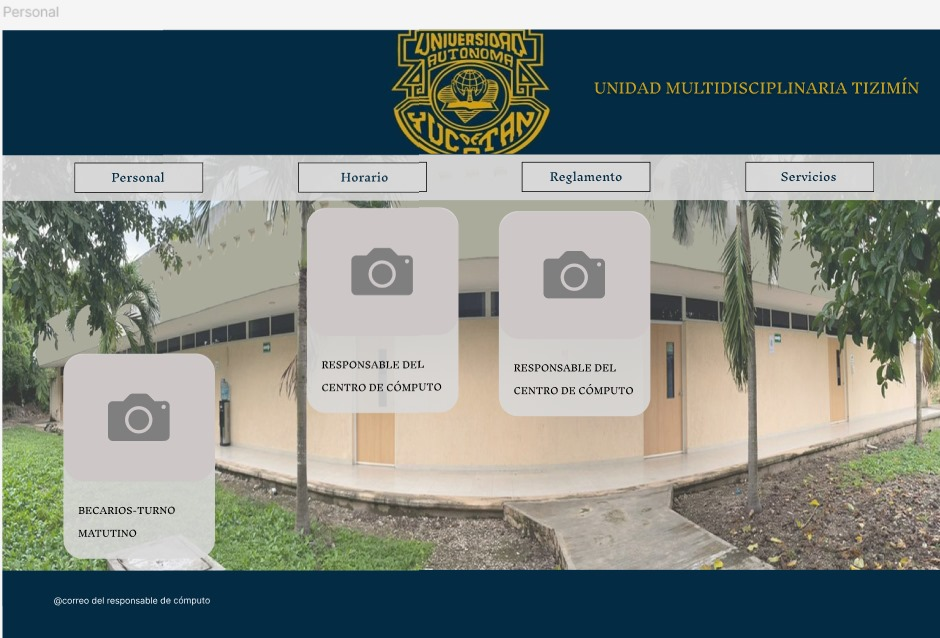 Personal
UNIVERSIDAD
AUTONOMA
DE
YUCATAN
UNIDAD MULTIDISCIPLINARIA TIZIMÍN
Personal
Horario
Reglamento
Servicios
RESPONSABLE DEL
CENTRO DE CÓMPUTO
RESPONSABLE DEL
CENTRO DE CÓMPUTO
BECARIOS-TURNO
MATUTINO
@correo del responsable de cómputo